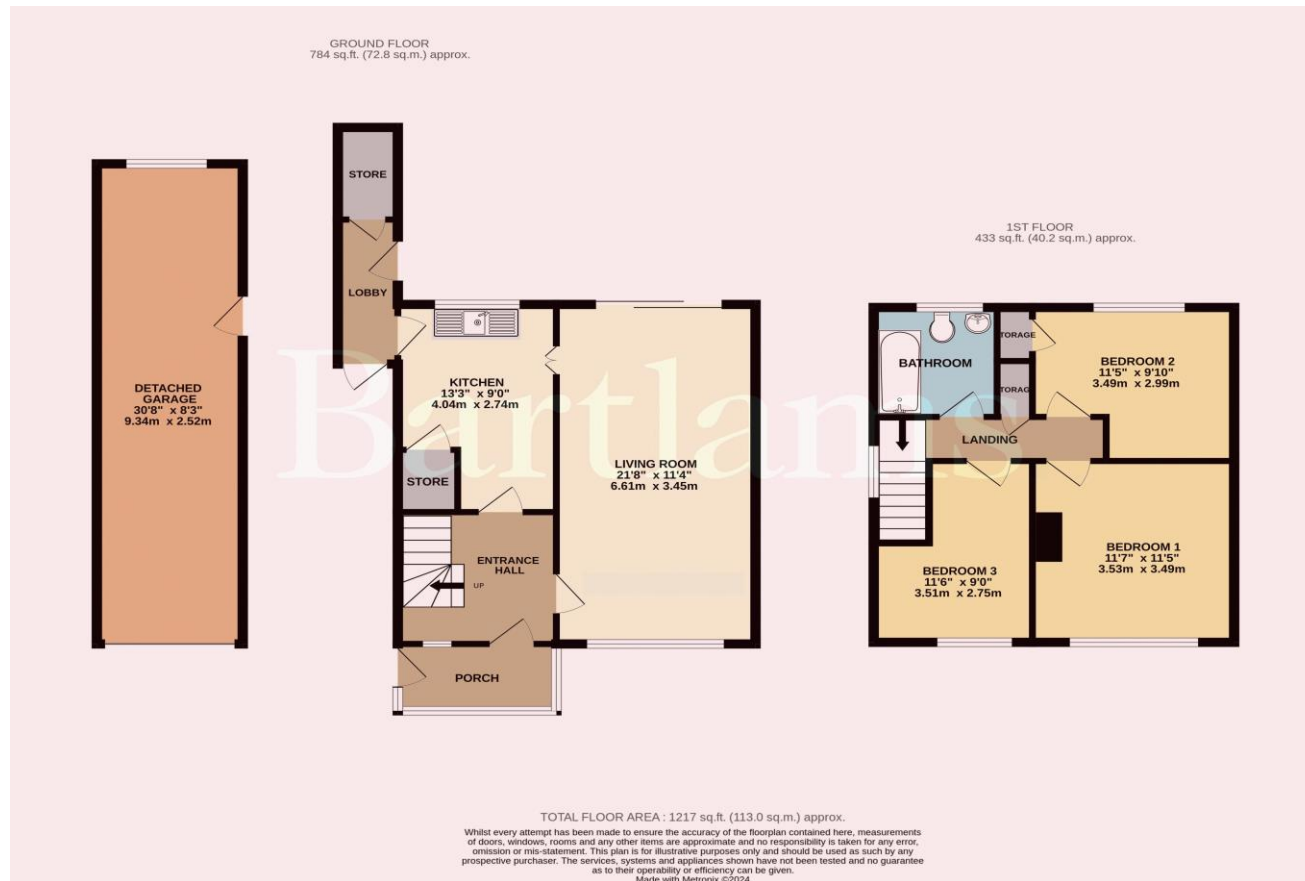 GROUND FLOOR
784 sq.ft. (72.8 sq.m.) approx.
STORE
LOBBY
DETACHED
GARAGE
30'8" x 8'3"
9.34m x 2.52m
KITCHEN
13'3" x 9'0"
4.04m x 2.74m
STORE
LIVING ROOM
21'8" x 11'4"
6.61m x 3.45m
ENTRANCE
HALL
UP
PORCH
1ST FLOOR
433 sq.ft. (40.2 sq.m.) approx.
BATHROOM
TORAGE
TORAG
BEDROOM 2
11'5" x 9'10"
3.49m x 2.99m
LANDING
BEDROOM 3
11'6" x 9'0"
3.51m x 2.75m
BEDROOM 1
11'7" x 11'5"
3.53m x 3.49m
Bartlams
TOTAL FLOOR AREA : 1217 sq.ft. (113.0 sq.m.) approx.
Whilst every attempt has been made to ensure the accuracy of the floorplan contained here, measurements
of doors, windows, rooms and any other items are approximate and no responsibility is taken for any error,
omission or mis-statement. This plan is for illustrative purposes only and should be used as such by any
prospective purchaser. The services, systems and appliances shown have not been tested and no guarantee
as to their operability or efficiency can be given.
Made with Metropix ©2024